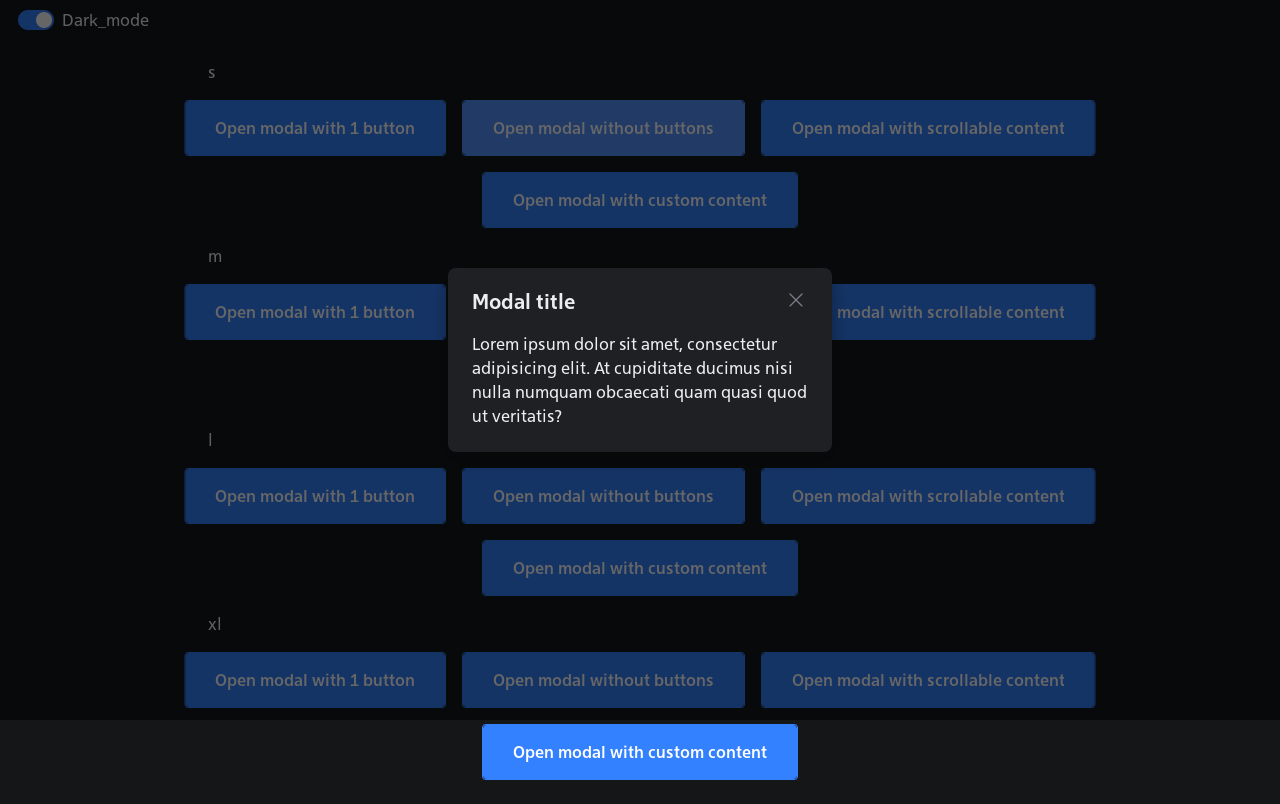 Dark_mode
s
Open modal with 1 button
Open modal without buttons
Open modal with scrollable content
Open modal with custom content
m
Open modal with 1 button
modal with scrollable content
Modal title
Lorem ipsum dolor sit amet, consectetur
adipisicing elit. At cupiditate ducimus nisi
nulla numquam obcaecati quam quasi quod
ut veritatis?
l
Open modal with 1 button
Open modal without buttons
Open modal with scrollable content
Open modal with custom content
xl
Open modal with 1 button
Open modal without buttons
Open modal with scrollable content
Open modal with custom content